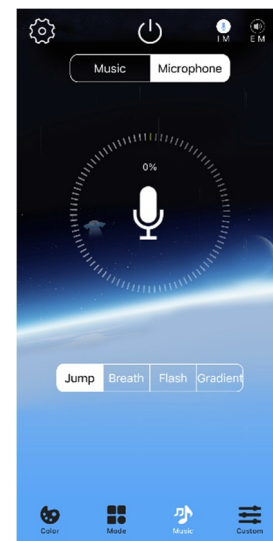 I M E M
Music Microphone
0%
Jump Breath Flash Gradient
Color Mode Music Custom